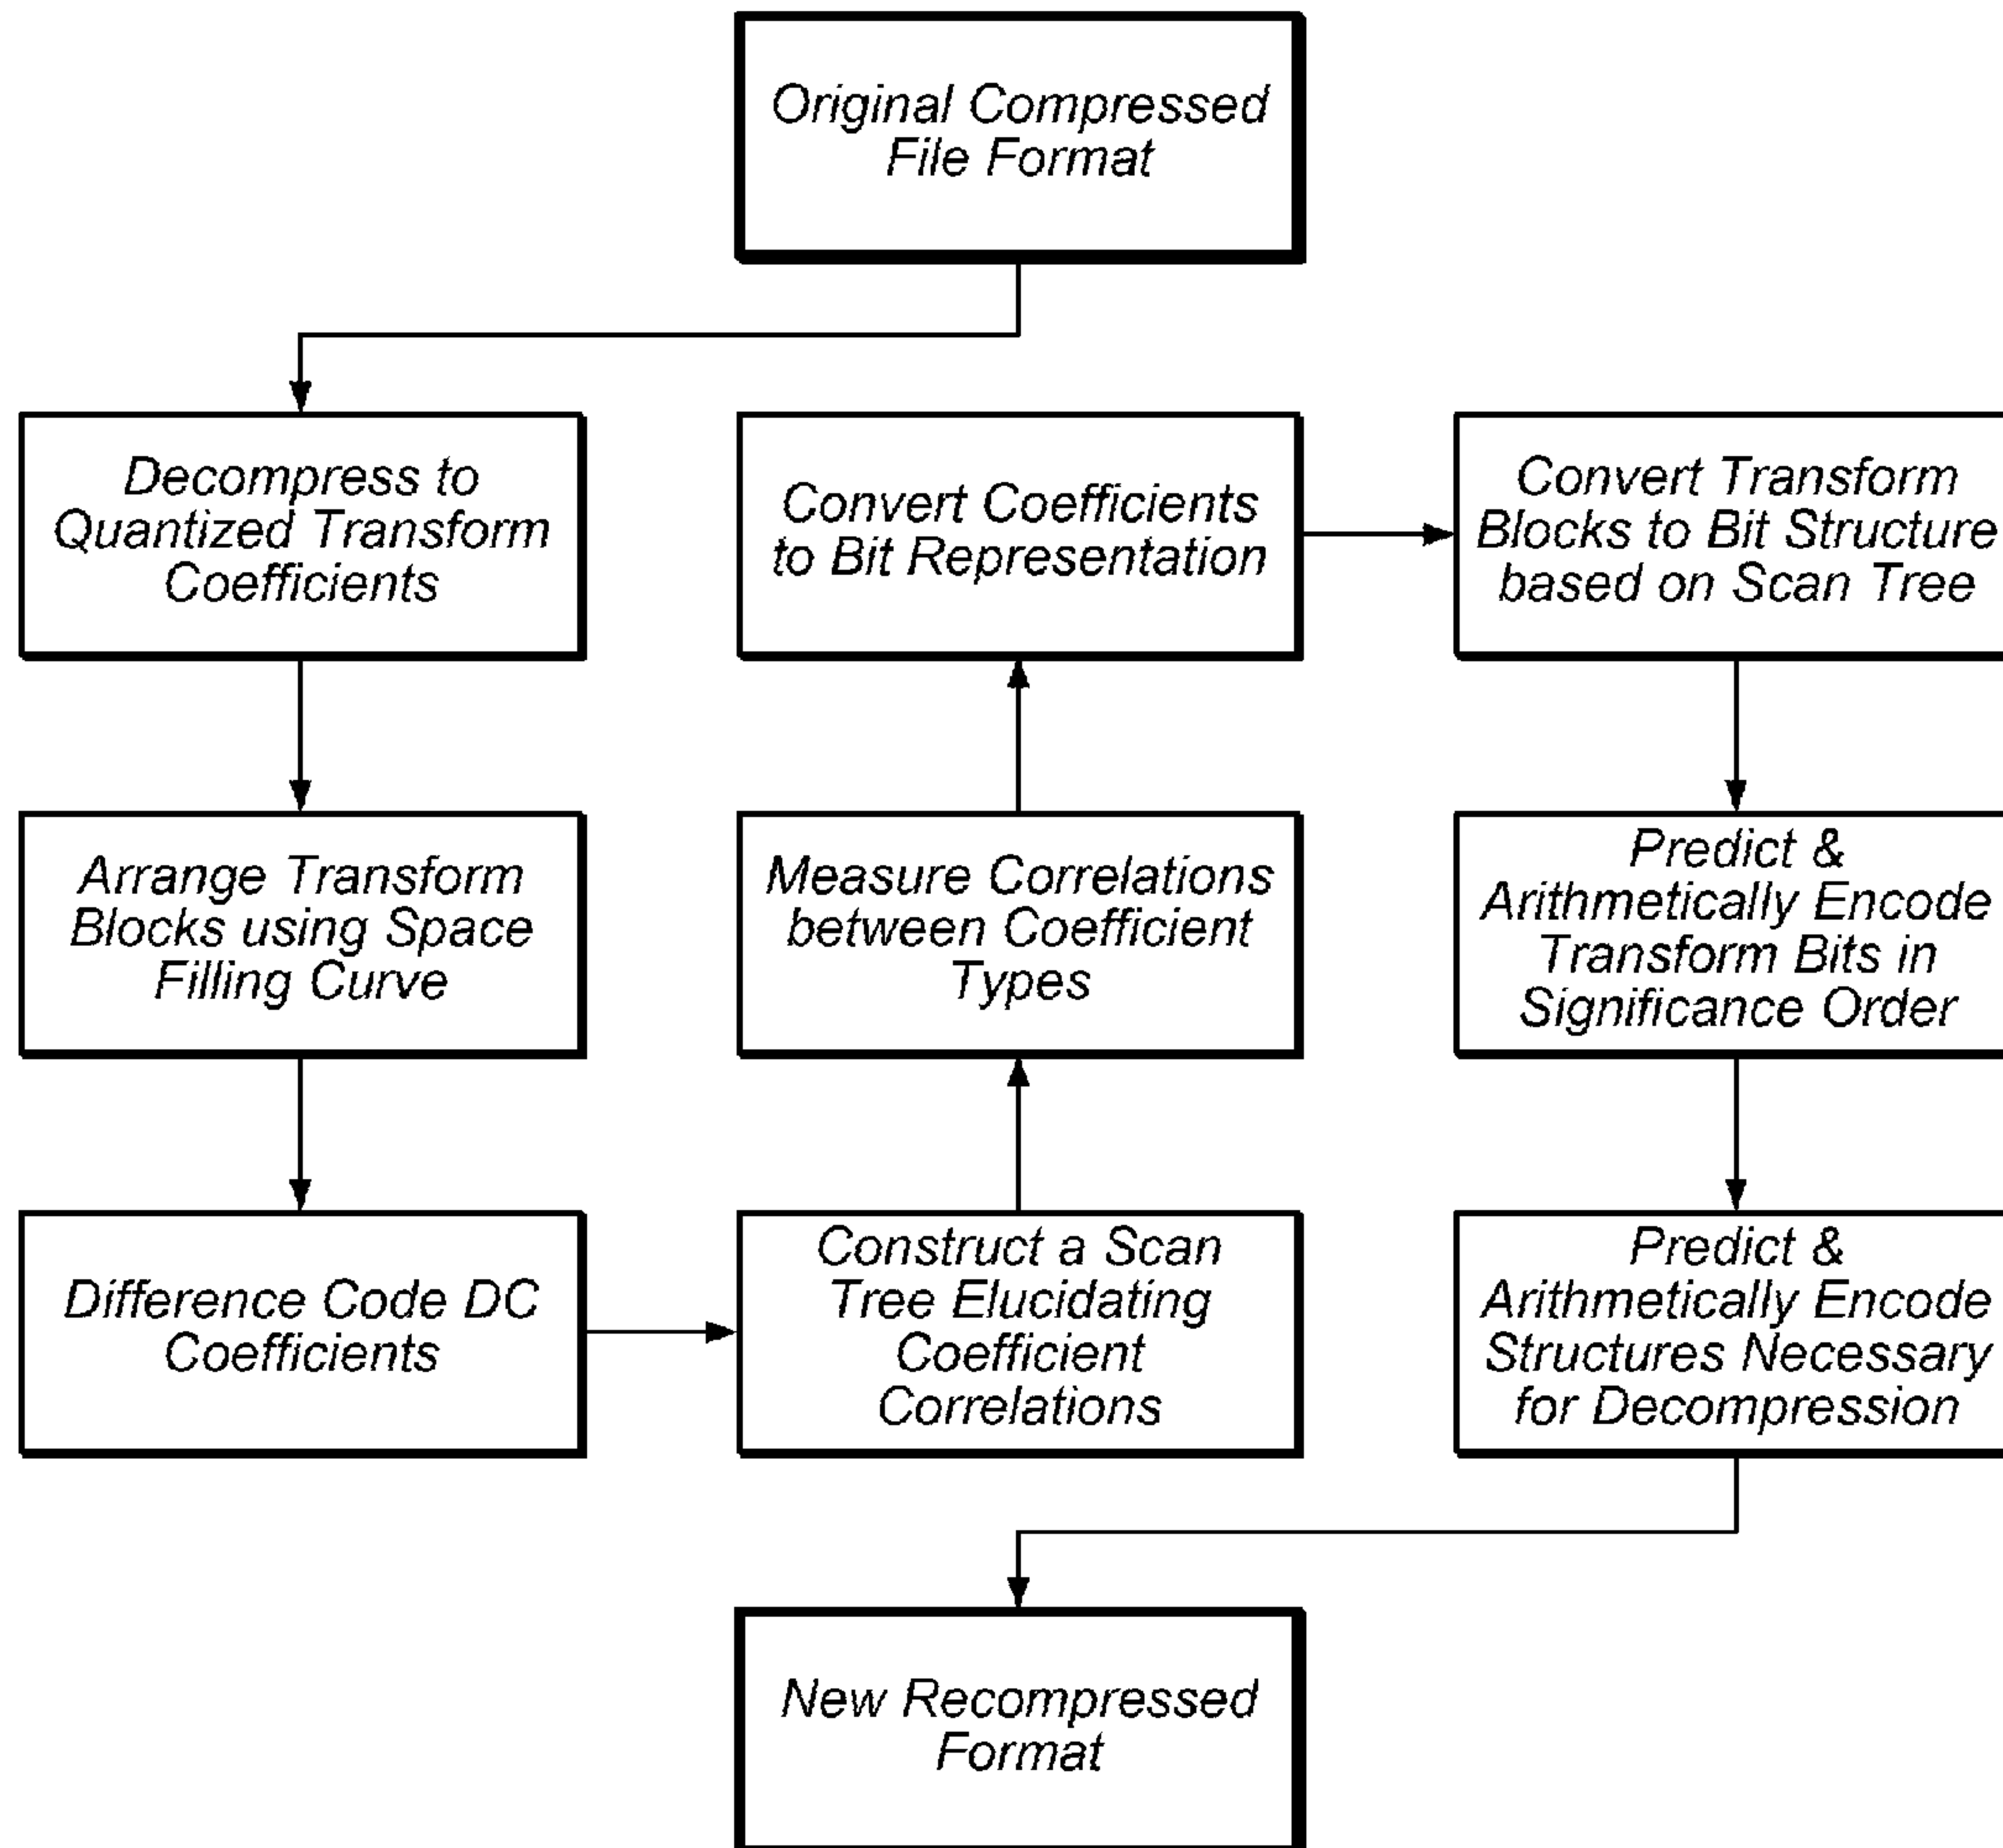 Original Compressed
File Format
Decompress to
Quantized Transform
Coefficients
Arrange Transform
Blocks using Space
Filling Curve
Difference Code DC
Coefficients
Construct a Scan
Tree Elucidating
Coefficient
Correlations
Measure Correlations
between Coefficient
Types
Convert Coefficients
to Bit Representation
Convert Transform
Blocks to Bit Structure
based on Scan Tree
Predict &
Arithmetically Encode
Transform Bits in
Significance Order
Predict &
Arithmetically Encode
Structures Necessary
for Decompression
New Recompressed
Format